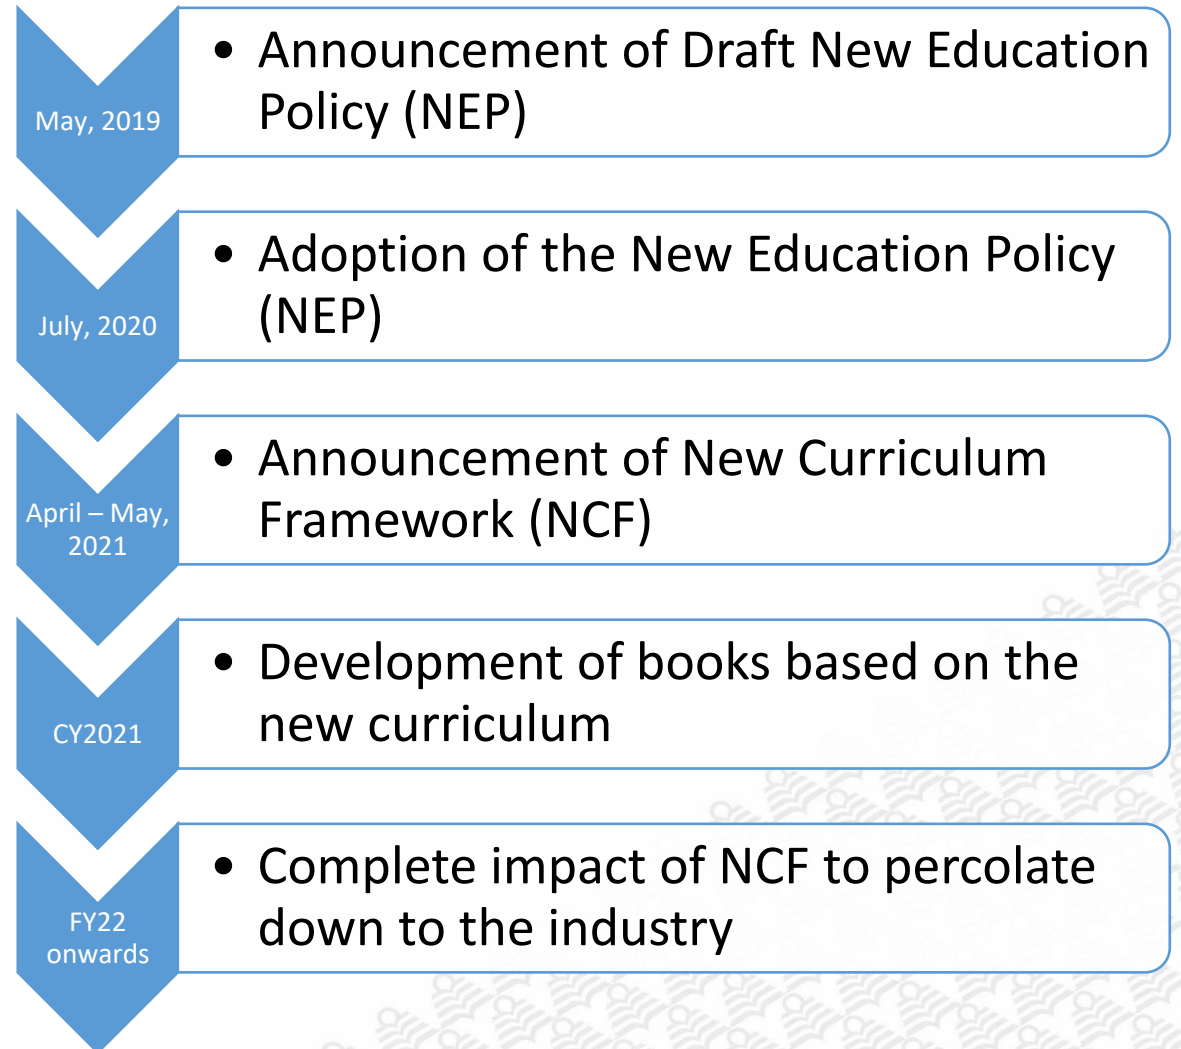 May, 2019
• Announcement of Draft New Education
Policy (NEP)
July, 2020
• Adoption of the New Education Policy
(NEP)
April – May,
2021
• Announcement of New Curriculum
Framework (NCF)
CY2021
• Development of books based on the
new curriculum
FY22
onwards
• Complete impact of NCF to percolate
down to the industry